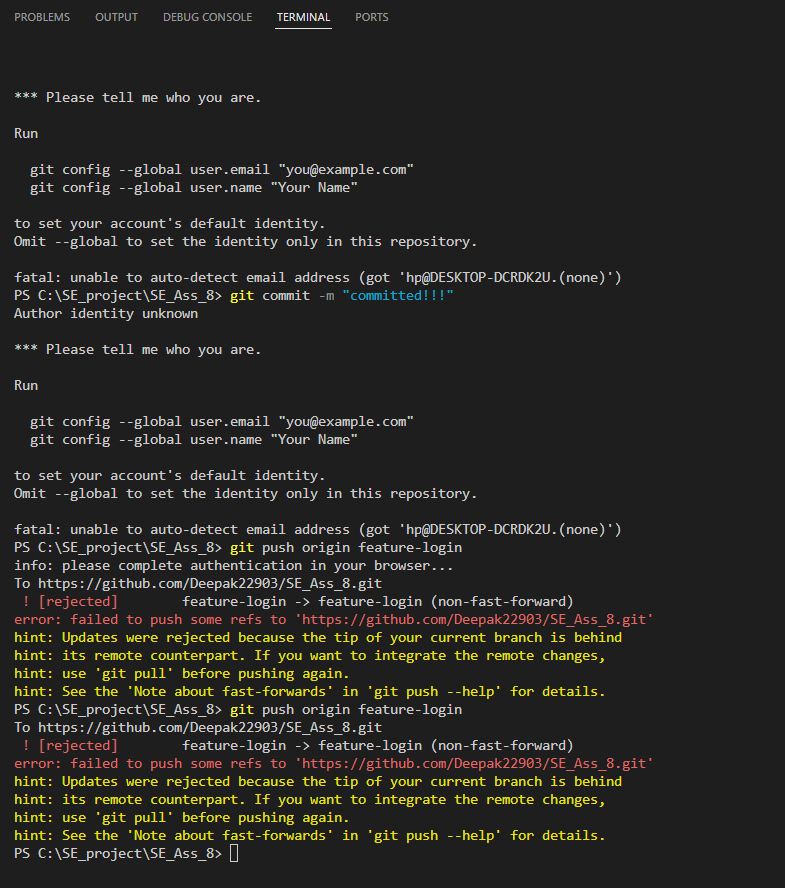 PROBLEMS OUTPUT DEBUG CONSOLE TERMINAL PORTS
*** Please tell me who you are.
Run
  git config --global user.email "you@example.com"
  git config --global user.name "Your Name"
to set your account's default identity.
Omit --global to set the identity only in this repository.
fatal: unable to auto-detect email address (got 'hp@DESKTOP-DCRDK2U.(none)')
PS C:\SE_project\SE_Ass_8> git commit -m "committed!!!"
Author identity unknown
*** Please tell me who you are.
Run
  git config --global user.email "you@example.com"
  git config --global user.name "Your Name"
to set your account's default identity.
Omit --global to set the identity only in this repository.
fatal: unable to auto-detect email address (got 'hp@DESKTOP-DCRDK2U.(none)')
PS C:\SE_project\SE_Ass_8> git push origin feature-login
info: please complete authentication in your browser...
To https://github.com/Deepak22903/SE_Ass_8.git
 ! [rejected]        feature-login -> feature-login (non-fast-forward)
error: failed to push some refs to 'https://github.com/Deepak22903/SE_Ass_8.git'
hint: Updates were rejected because the tip of your current branch is behind
hint: its remote counterpart. If you want to integrate the remote changes,
hint: use 'git pull' before pushing again.
hint: See the 'Note about fast-forwards' in 'git push --help' for details.
PS C:\SE_project\SE_Ass_8> git push origin feature-login
To https://github.com/Deepak22903/SE_Ass_8.git
 ! [rejected]        feature-login -> feature-login (non-fast-forward)
error: failed to push some refs to 'https://github.com/Deepak22903/SE_Ass_8.git'
hint: Updates were rejected because the tip of your current branch is behind
hint: its remote counterpart. If you want to integrate the remote changes,
hint: use 'git pull' before pushing again.
hint: See the 'Note about fast-forwards' in 'git push --help' for details.
PS C:\SE_project\SE_Ass_8>